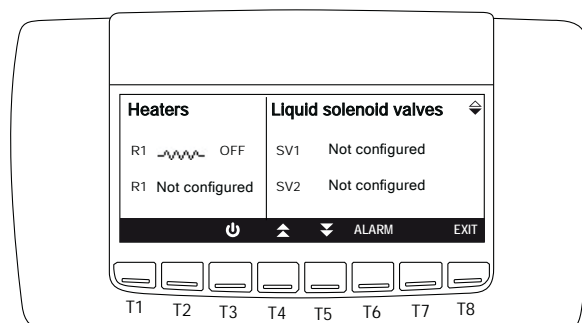 Heaters
Liquid solenoid valves
R1 OFF
SV1 Not configured
R1 Not configured
SV2 Not configured
ALARM EXIT
T1 T2 T3 T4 T5 T6 T7 T8